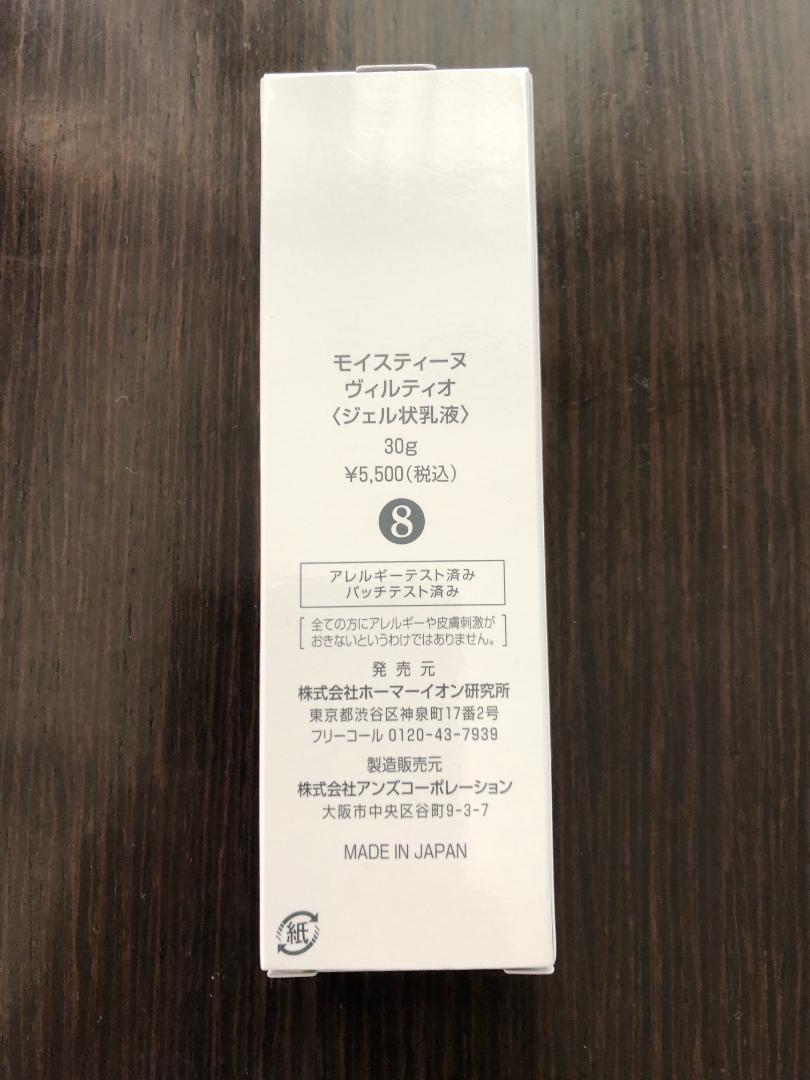 モイスティーヌ
ヴィルティオ
〈ジェル状乳液〉
30g
¥5,500(税込)
8
アレルギーテスト済み
パッチテスト済み
[全ての方にアレルギーや皮膚刺激が
おきないというわけではありません。]
発売元
株式会社ホーマーイオン研究所
東京都渋谷区神泉町17番2号
フリーコール 0120-43-7939
製造販売元
株式会社アンズコーポレーション
大阪市中央区谷町9-3-7
MADE IN JAPAN
紙